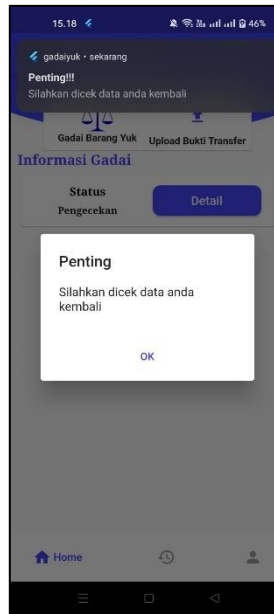 15.18
46%
gadaiyuk • sekarang
Penting!!!
Silahkan dicek data anda kembali
Gadai Barang Yuk
Upload Bukti Transfer
Informasi Gadai
Status
Pengecekan
Detail
Penting
Silahkan dicek data anda
kembali
OK
Home